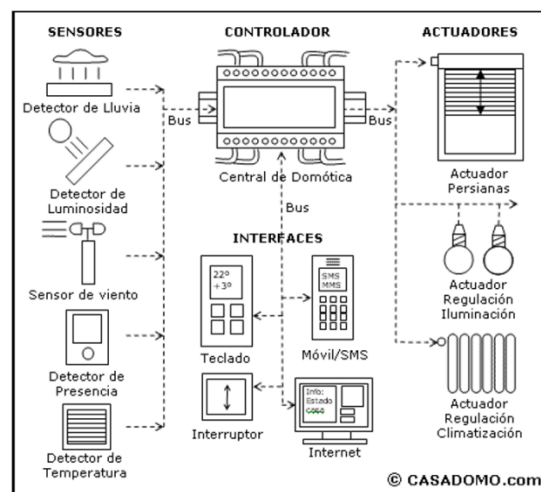 SENSORES
CONTROLADOR
ACTUADORES
Detector de Lluvia
Detector de
Luminosidad
Sensor de viento
Detector de
Presencia
Detector de
Temperatura
Bus
Bus
Central de Domótica
Bus
INTERFACES
22º
+3º
Teclado
SMS
MMS
Móvil/SMS
Interruptor
Info:
Estado
Internet
Actuador
Persianas
Actuador
Regulación
Iluminación
Actuador
Regulación
Climatización
© CASADOMO.com